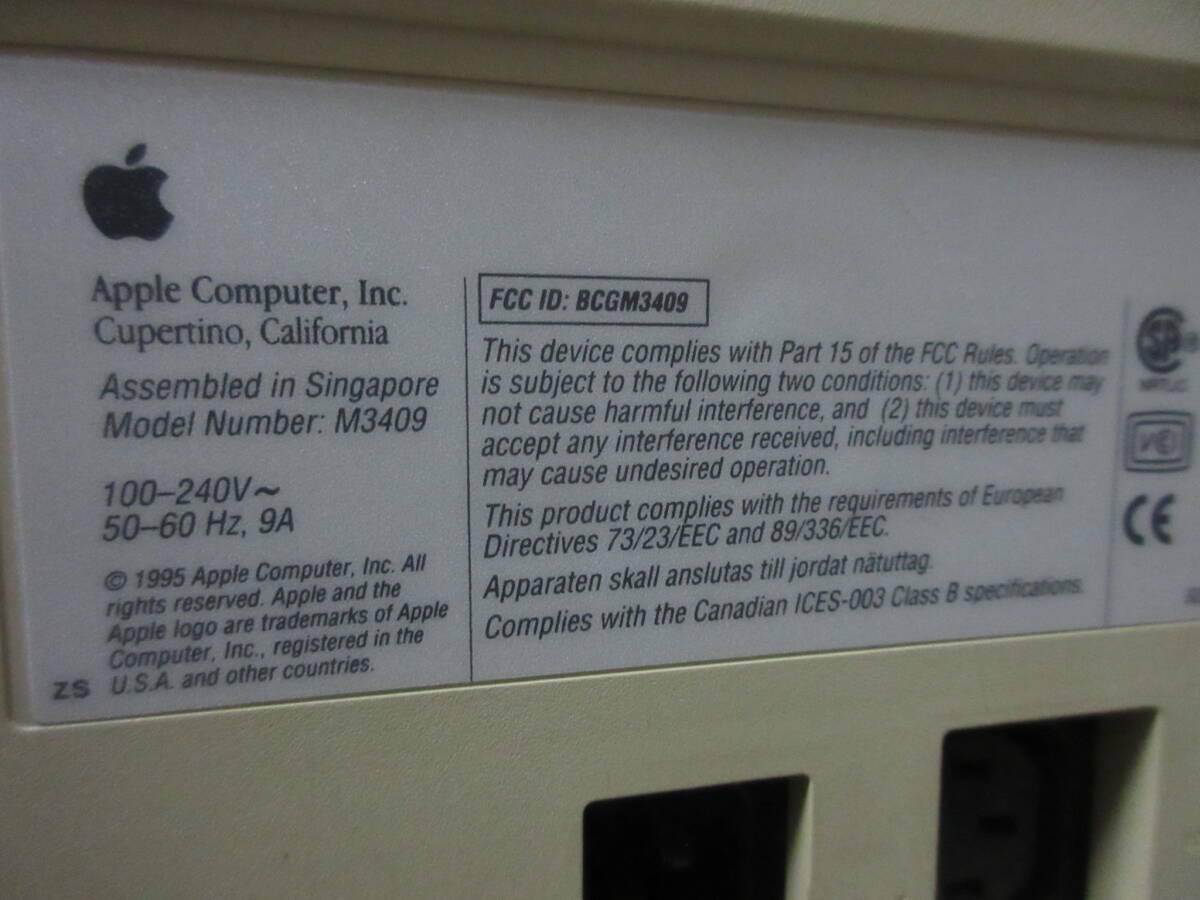 Apple Computer, Inc.
Cupertino, California
Assembled in Singapore
Model Number: M3409
100–240V~
50–60 Hz, 9A
© 1995 Apple Computer, Inc. All
rights reserved. Apple and the
Apple logo are trademarks of Apple
Computer, Inc., registered in the
U.S.A. and other countries.
ZS
FCC ID: BCGM3409
This device complies with Part 15 of the FCC Rules. Operation
is subject to the following two conditions: (1) this device may
not cause harmful interference, and (2) this device must
accept any interference received, including interference that
may cause undesired operation.
This product complies with the requirements of European
Directives 73/23/EEC and 89/336/EEC.
Apparaten skall anslutas till jordat nätuttag.
Complies with the Canadian ICES-003 Class B specifications.
CE